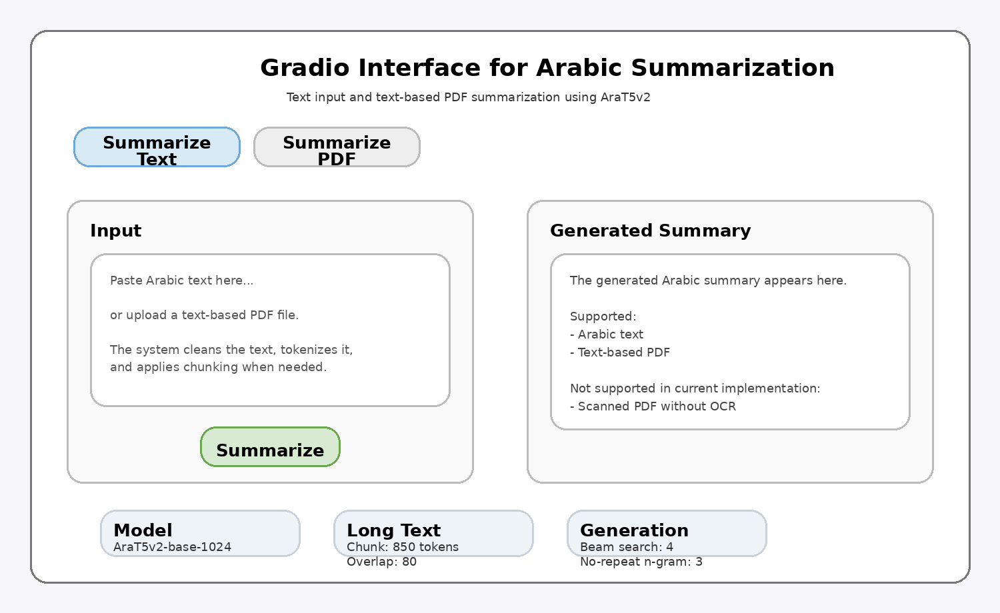 Gradio Interface for Arabic Summarization
Text input and text-based PDF summarization using AraT5v2
Summarize
Text
Summarize
PDF
Input
Paste Arabic text here...
or upload a text-based PDF file.
The system cleans the text, tokenizes it,
and applies chunking when needed.
Summarize
Generated Summary
The generated Arabic summary appears here.
Supported:
- Arabic text
- Text-based PDF
Not supported in current implementation:
- Scanned PDF without OCR
Model
AraT5v2-base-1024
Long Text
Chunk: 850 tokens
Overlap: 80
Generation
Beam search: 4
No-repeat n-gram: 3